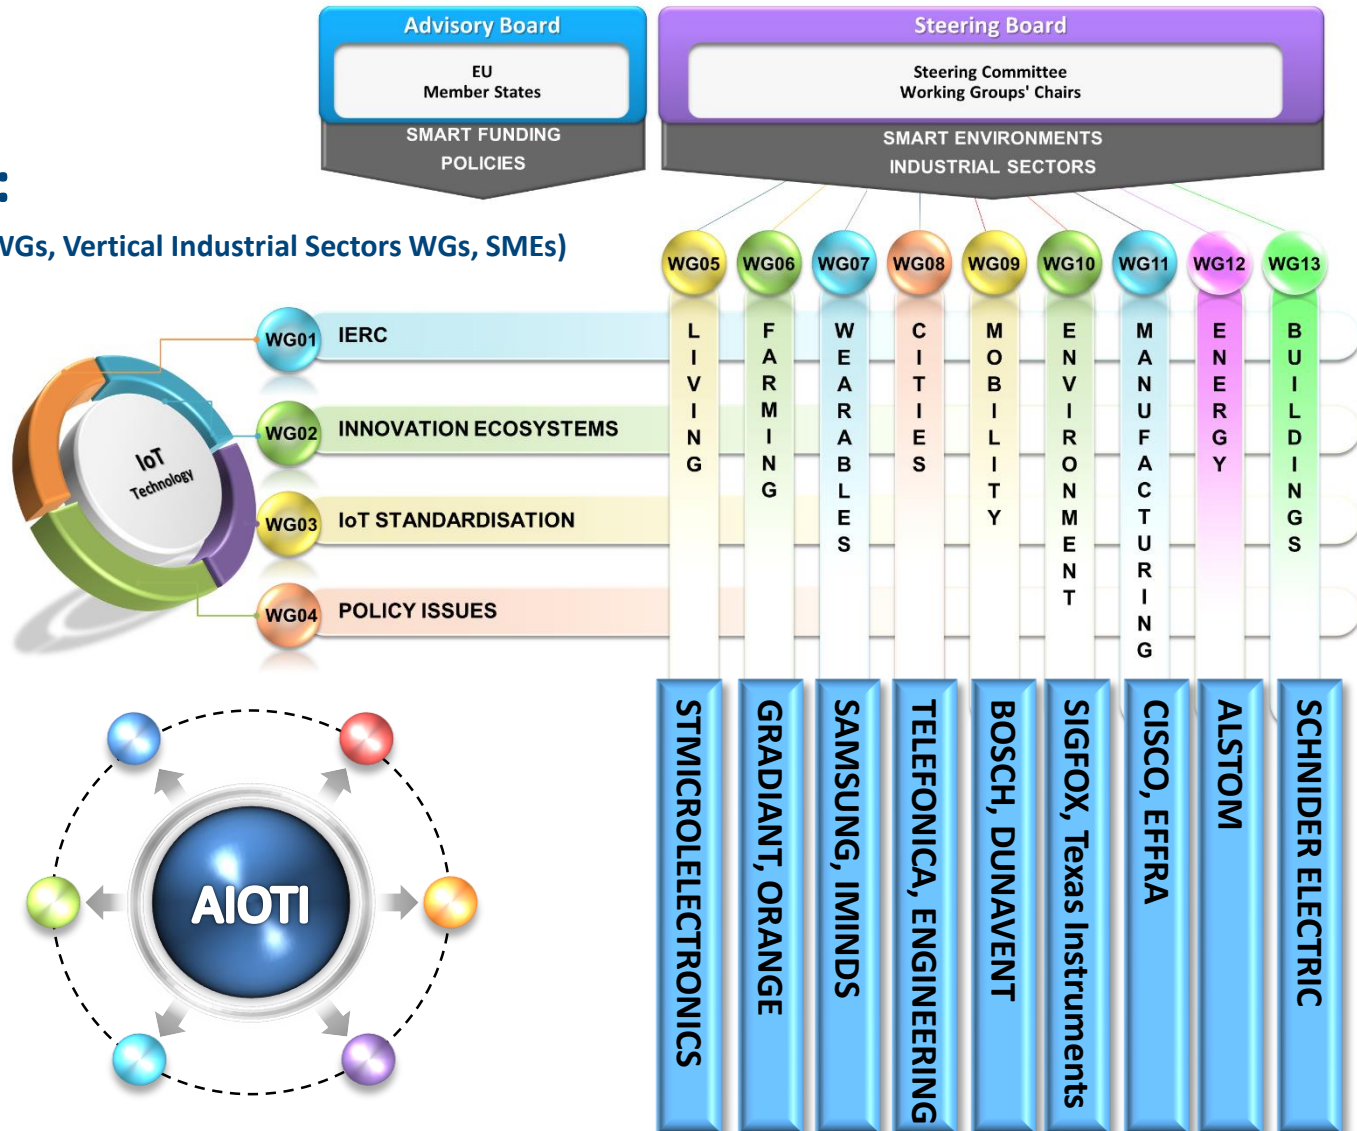 Advisory Board
EU
Member States
SMART FUNDING
POLICIES
Steering Board
Steering Committee
Working Groups' Chairs
SMART ENVIRONMENTS
INDUSTRIAL SECTORS
:
WGs, Vertical Industrial Sectors WGs, SMEs)
WG05
WG06
WG07
WG08
WG09
WG10
WG11
WG12
WG13
WG01
IERC
WG02
INNOVATION ECOSYSTEMS
WG03
IoT STANDARDISATION
WG04
POLICY ISSUES
IoT
Technology
LIVING
FARMING
WEARABLES
CITIES
MOBILITY
ENVIRONMENT
MANUFACTURING
ENERGY
BUILDINGS
STMICROLELECTRONICS
GRADIANT, ORANGE
SAMSUNG, IMINDS
TELEFONICA, ENGINEERING
BOSCH, DUNAVENT
SIGFOX, Texas Instruments
CISCO, EFFRA
ALSTOM
SCHNIDER ELECTRIC
AIOTI